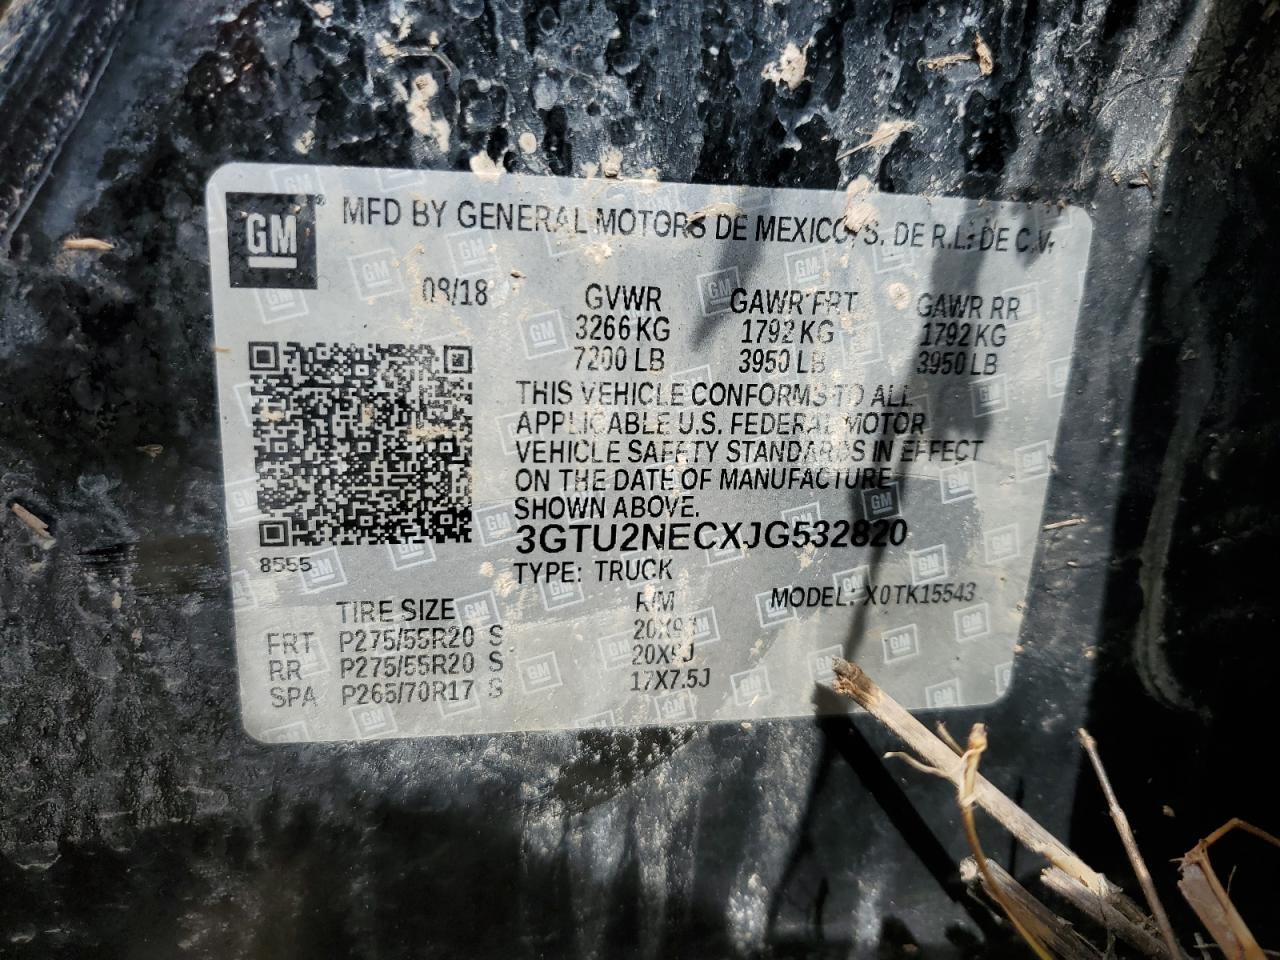 GM
MFD BY GENERAL MOTORS DE MEXICO, S. DE R.L. DE C.V.
08/18
GVWR GAWR FRT GAWR RR
3266 KG 1792 KG 1792 KG
7200 LB 3950 LB 3950 LB
THIS VEHICLE CONFORMS TO ALL
APPLICABLE U.S. FEDERAL MOTOR
VEHICLE SAFETY STANDARDS IN EFFECT
ON THE DATE OF MANUFACTURE
SHOWN ABOVE.
3GTU2NECXJG532820
8555
TYPE: TRUCK
MODEL: X0TK15543
TIRE SIZE RIM
FRT P275/55R20 S 20X9J
RR P275/55R20 S 20X9J
SPA P265/70R17 S 17X7.5J